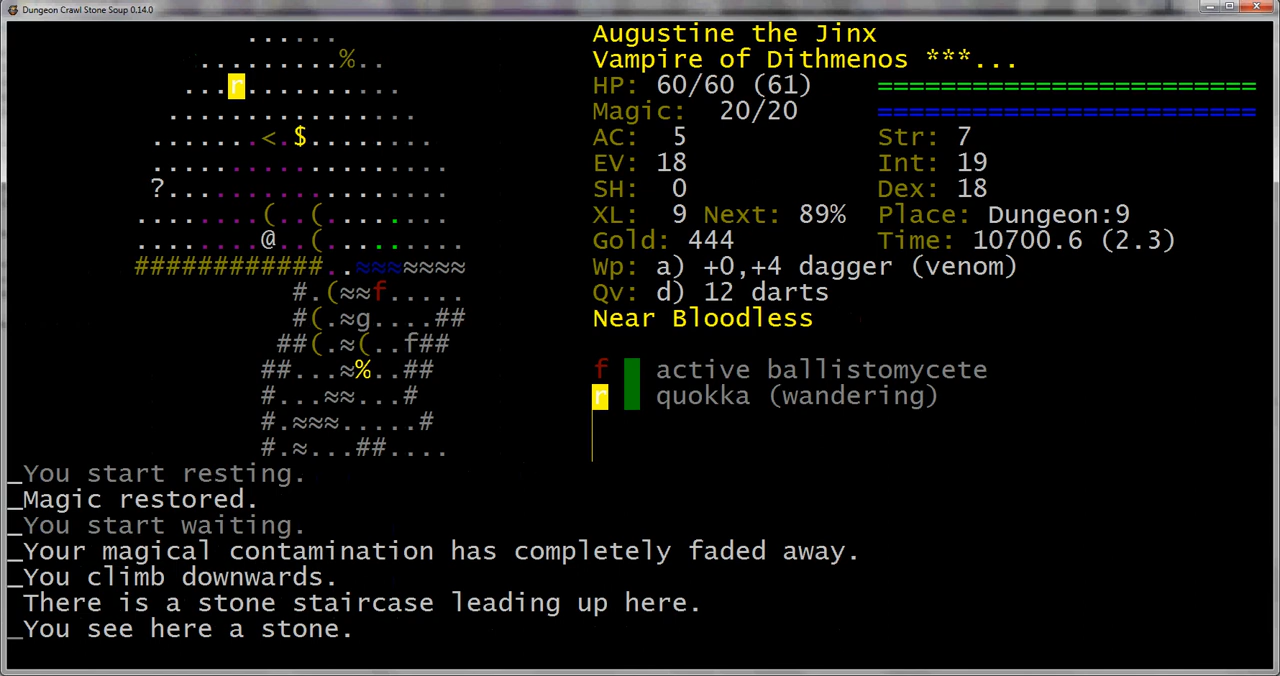 Dungeon Crawl Stone Soup 0.14.0
......
.........%..
...r..........
................
.......<.$........
...................
?..................
........(..(........
........@..(.........
############..≈≈≈≈≈≈≈
#.(≈≈f.....
#(.≈g....##
##(.≈(..f##
##...≈%..##
#...≈≈...#
#.≈≈≈.....#
#.≈...##....
Augustine the Jinx
Vampire of Dithmenos ***...
HP: 60/60 (61) ========================
Magic: 20/20 ========================
AC: 5 Str: 7
EV: 18 Int: 19
SH: 0 Dex: 18
XL: 9 Next: 89% Place: Dungeon:9
Gold: 444 Time: 10700.6 (2.3)
Wp: a) +0,+4 dagger (venom)
Qv: d) 12 darts
Near Bloodless
f active ballistomycete
r quokka (wandering)
_You start resting.
_Magic restored.
_You start waiting.
_Your magical contamination has completely faded away.
_You climb downwards.
There is a stone staircase leading up here.
_You see here a stone.